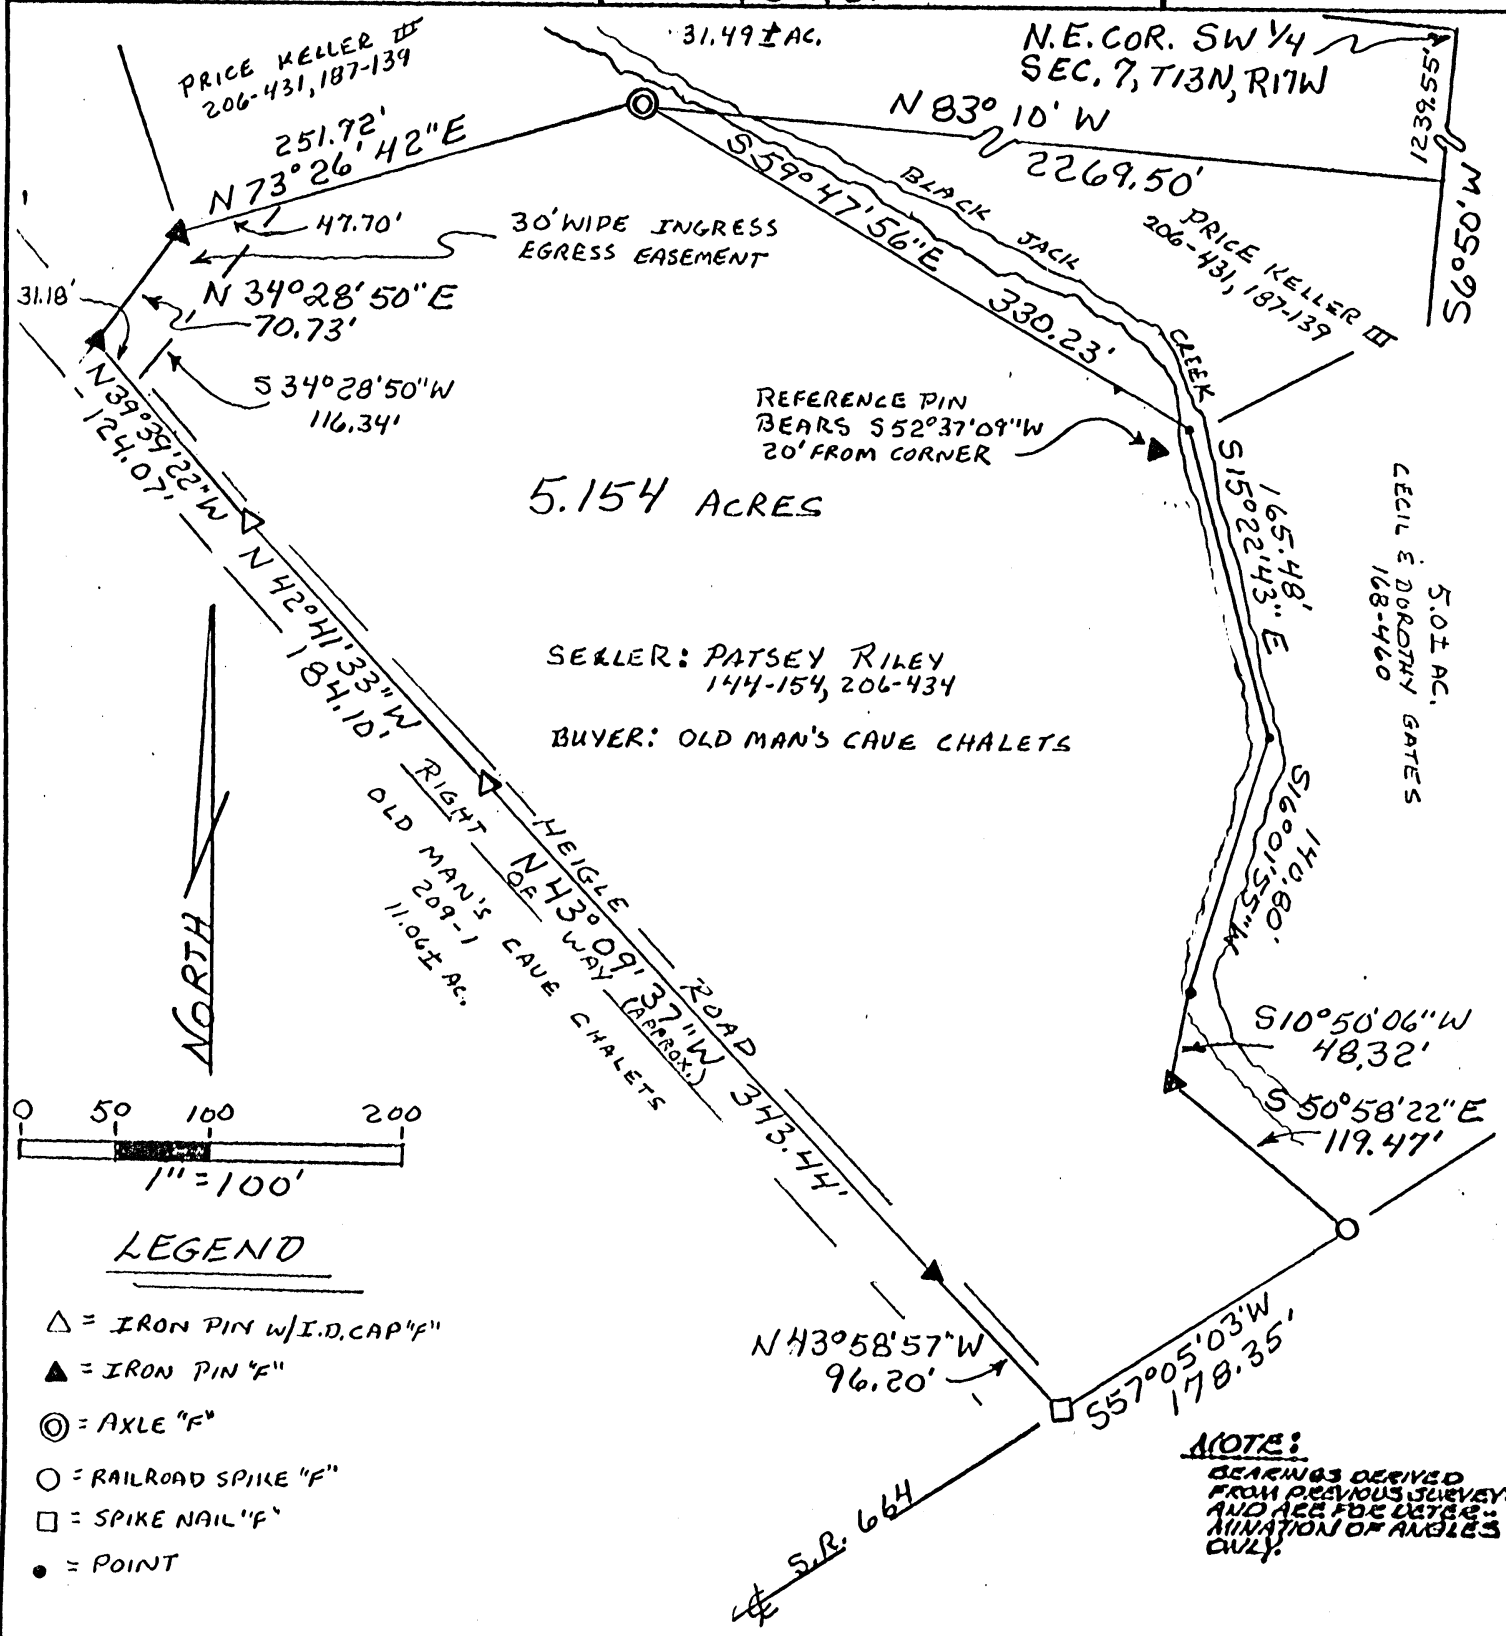 31.49± AC.
N.E. COR. SW 1/4
SEC. 7, T13N, R17W
1239.55'
S6°50'W
PRICE KELLER III
206-431, 187-139
251.72'
N 73° 26' 42" E
47.70'
30' WIDE INGRESS
EGRESS EASEMENT
N 83° 10' W
2269.50'
S 59° 47' 56" E
330.23'
BLACK JACK CREEK
PRICE KELLER III
206-431, 187-139
31.18'
N 34° 28' 50" E
70.73'
S 34° 28' 50" W
116.34'
N 39° 39' 22" W
124.07'
REFERENCE PIN
BEARS S 52° 37' 09" W
20' FROM CORNER
5.154 ACRES
165.48'
S 15° 22' 43" E
5.0± AC.
CECIL & DOROTHY GATES
168-460
N 42° 41' 33" W
184.10'
SELLER: PATSEY RILEY
144-154, 206-434
BUYER: OLD MAN'S CAVE CHALETS
140.80'
S 16° 01' 55" W
HEIGLE ROAD
N 43° 09' 37" W 343.44'
RIGHT OF WAY (APPROX.)
OLD MAN'S CAVE CHALETS
209-1
11.06± AC.
NORTH
S 10° 50' 06" W
48.32'
S 50° 58' 22" E
119.47'
0 50 100 200
1" = 100'
LEGEND
△ = IRON PIN W/I.D. CAP "F"
▲ = IRON PIN "F"
◎ = AXLE "F"
○ = RAILROAD SPIKE "F"
□ = SPIKE NAIL "F"
● = POINT
N 43° 58' 57" W
96.20'
S 57° 05' 03' W
178.35'
S.R. 664
NOTE:
BEARINGS DERIVED
FROM PREVIOUS SURVEY
AND ARE FOR DETER-
MINATION OF ANGLES
ONLY.